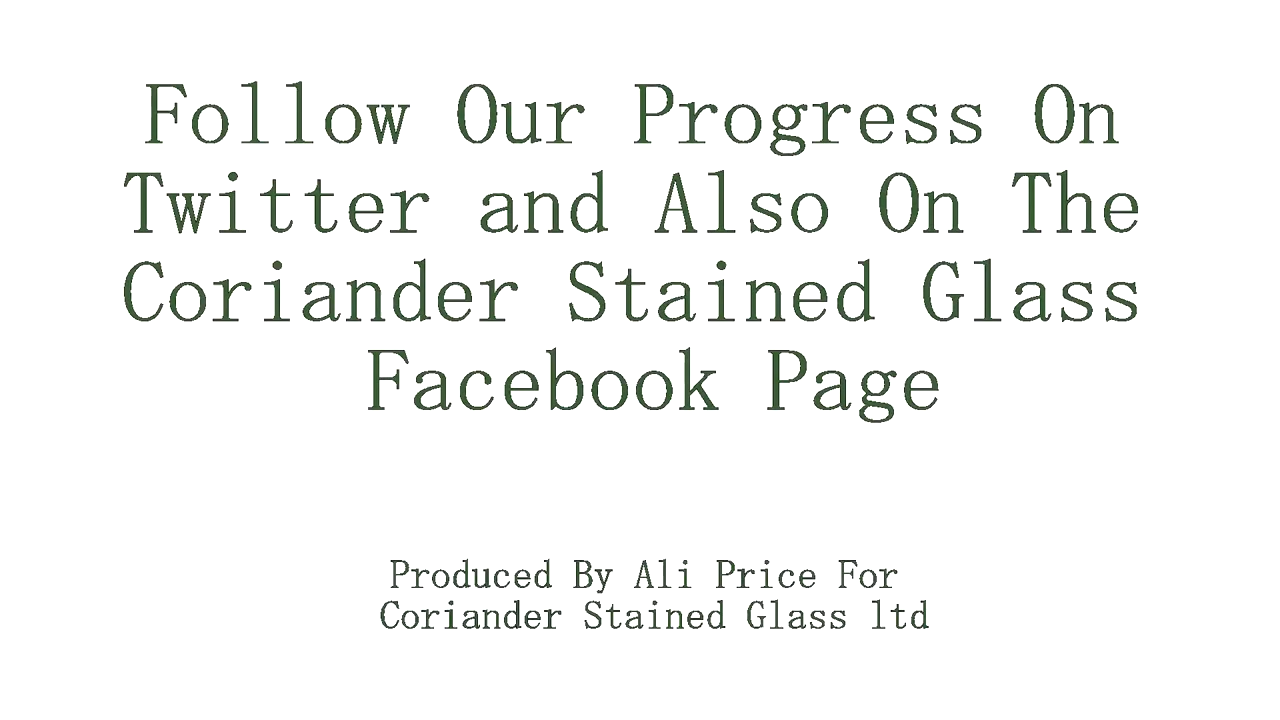 Follow Our Progress On
Twitter and Also On The
Coriander Stained Glass
Facebook Page
Produced By Ali Price For
Coriander Stained Glass ltd